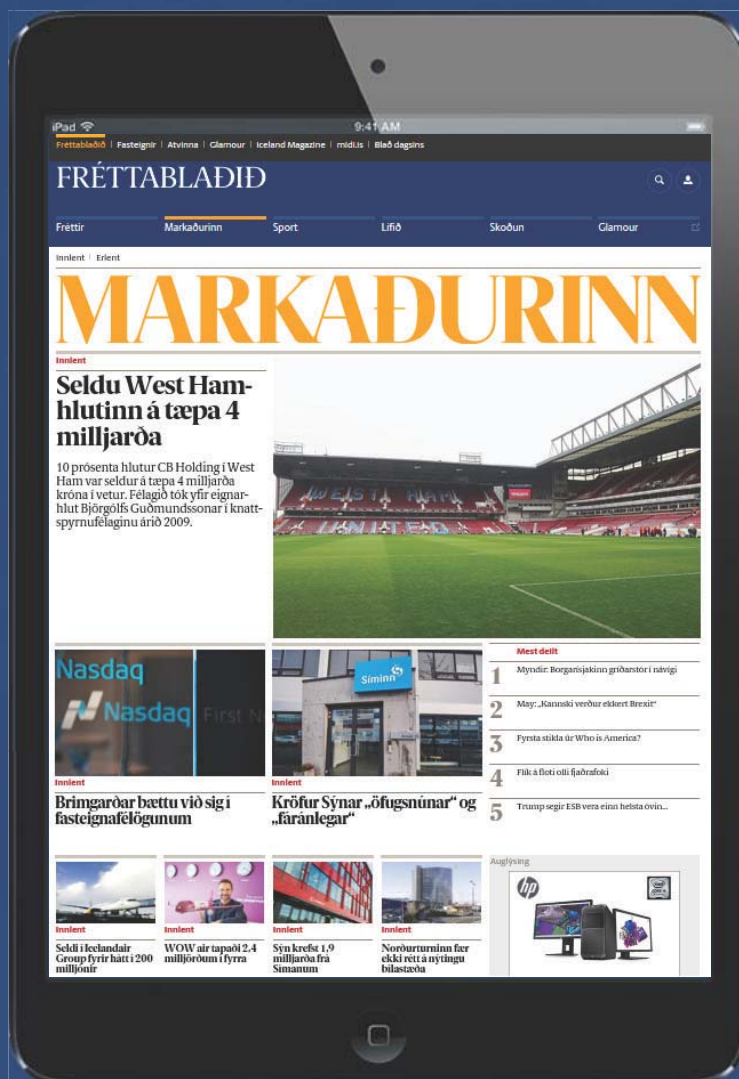 iPad 9:41 AM
Fréttablaðið | Fasteignir | Atvinna | Glamour | Iceland Magazine | midi.is | Blað dagsins
FRÉTTABLAÐIÐ
Fréttir Markaðurinn Sport Lífið Skoðun Glamour
Innlent | Erlent
MARKAÐURINN
Innlent
Seldu West Ham-
hlutinn á tæpa 4
milljarða
10 prósenta hlutur CB Holding í West
Ham var seldur á tæpa 4 milljarða
króna í vetur. Félagið tók yfir eignar-
hlut Björgólfs Guðmundssonar í knatt-
spyrnufélaginu árið 2009.
WEST HAM
UNITED
Nasdaq
Nasdaq First N
Innlent
Brimgarðar bættu við sig í
fasteignafélögunum
Síminn
Innlent
Kröfur Sýnar „öfugsnúnar“ og
„fáránlegar“
Mest deilt
1 Myndir: Borgarísjakinn gríðarstór í návígi
2 May: „Kannski verður ekkert Brexit“
3 Fyrsta stikla úr Who is America?
4 Flík á floti olli fjaðrafoki
5 Trump segir ESB vera einn helsta óvin...
Innlent
Seldi í Icelandair
Group fyrir hátt í 200
milljónir
Innlent
WOW air tapaði 2,4
milljörðum í fyrra
Innlent
Sýn krefst 1,9
milljarða frá
Símanum
Innlent
Norðurturninn fær
ekki rétt á nýtingu
bílastæða
Auglýsing
hp